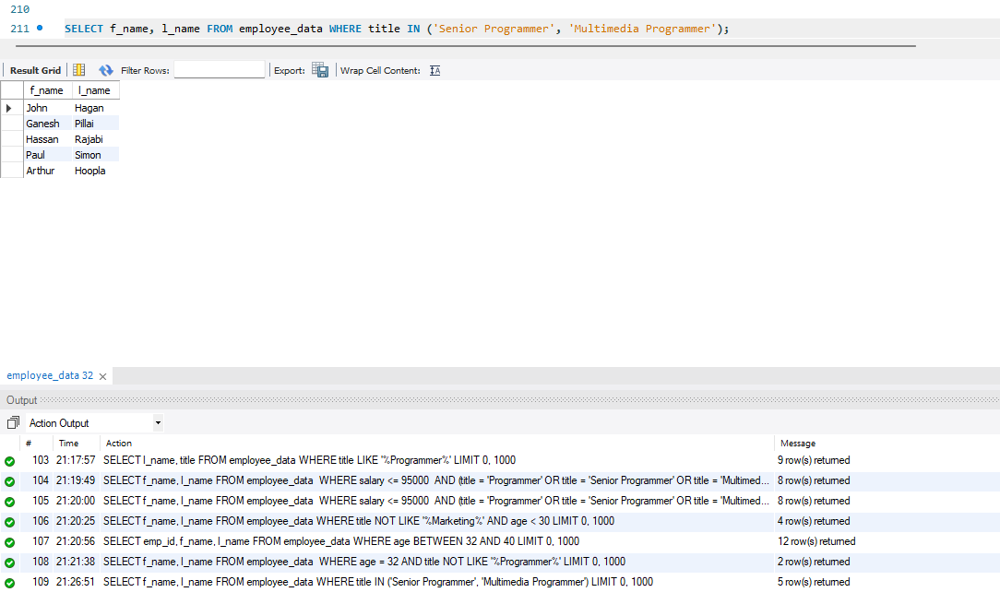 210
211 SELECT f_name, l_name FROM employee_data WHERE title IN ('Senior Programmer', 'Multimedia Programmer');
Result Grid Filter Rows: Export: Wrap Cell Content: IA
f_name l_name
John Hagan
Ganesh Pillai
Hassan Rajabi
Paul Simon
Arthur Hoopla
employee_data 32
Output
Action Output
# Time Action Message
103 21:17:57 SELECT l_name, title FROM employee_data WHERE title LIKE '%Programmer%' LIMIT 0, 1000 9 row(s) returned
104 21:19:49 SELECT f_name, l_name FROM employee_data  WHERE salary <= 95000  AND (title = 'Programmer' OR title = 'Senior Programmer' OR title = 'Multimed... 8 row(s) returned
105 21:20:00 SELECT f_name, l_name FROM employee_data  WHERE salary <= 95000  AND (title = 'Programmer' OR title = 'Senior Programmer' OR title = 'Multimed... 8 row(s) returned
106 21:20:25 SELECT f_name, l_name FROM employee_data WHERE title NOT LIKE '%Marketing%' AND age < 30 LIMIT 0, 1000 4 row(s) returned
107 21:20:56 SELECT emp_id, f_name, l_name FROM employee_data WHERE age BETWEEN 32 AND 40 LIMIT 0, 1000 12 row(s) returned
108 21:21:38 SELECT f_name, l_name FROM employee_data  WHERE age = 32 AND title NOT LIKE '%Programmer%' LIMIT 0, 1000 2 row(s) returned
109 21:26:51 SELECT f_name, l_name FROM employee_data WHERE title IN ('Senior Programmer', 'Multimedia Programmer') LIMIT 0, 1000 5 row(s) returned